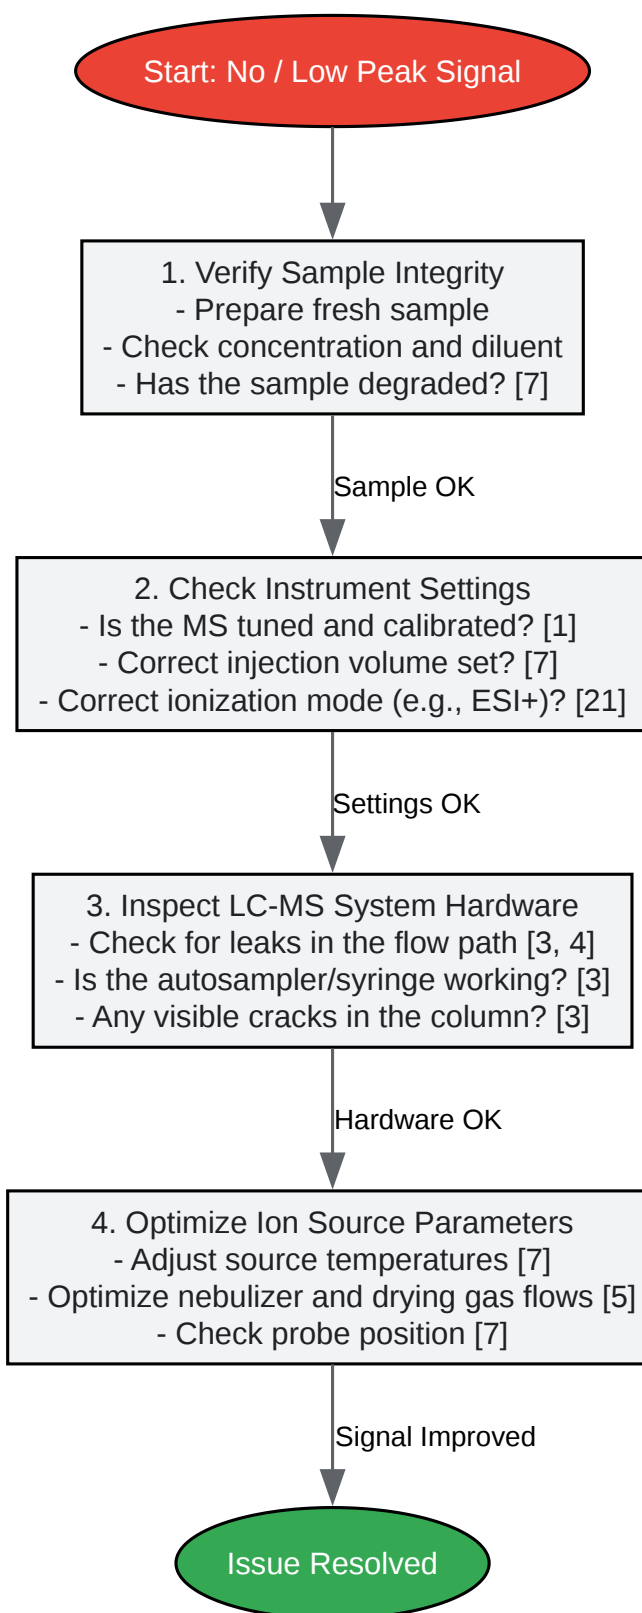 Start: No / Low Peak Signal
1. Verify Sample Integrity
- Prepare fresh sample
- Check concentration and diluent
- Has the sample degraded? [7]
Sample OK
2. Check Instrument Settings
- Is the MS tuned and calibrated? [1]
- Correct injection volume set? [7]
- Correct ionization mode (e.g., ESI+)? [21]
Settings OK
3. Inspect LC-MS System Hardware
- Check for leaks in the flow path [3, 4]
- Is the autosampler/syringe working? [3]
- Any visible cracks in the column? [3]
Hardware OK
4. Optimize Ion Source Parameters
- Adjust source temperatures [7]
- Optimize nebulizer and drying gas flows [5]
- Check probe position [7]
Signal Improved
Issue Resolved